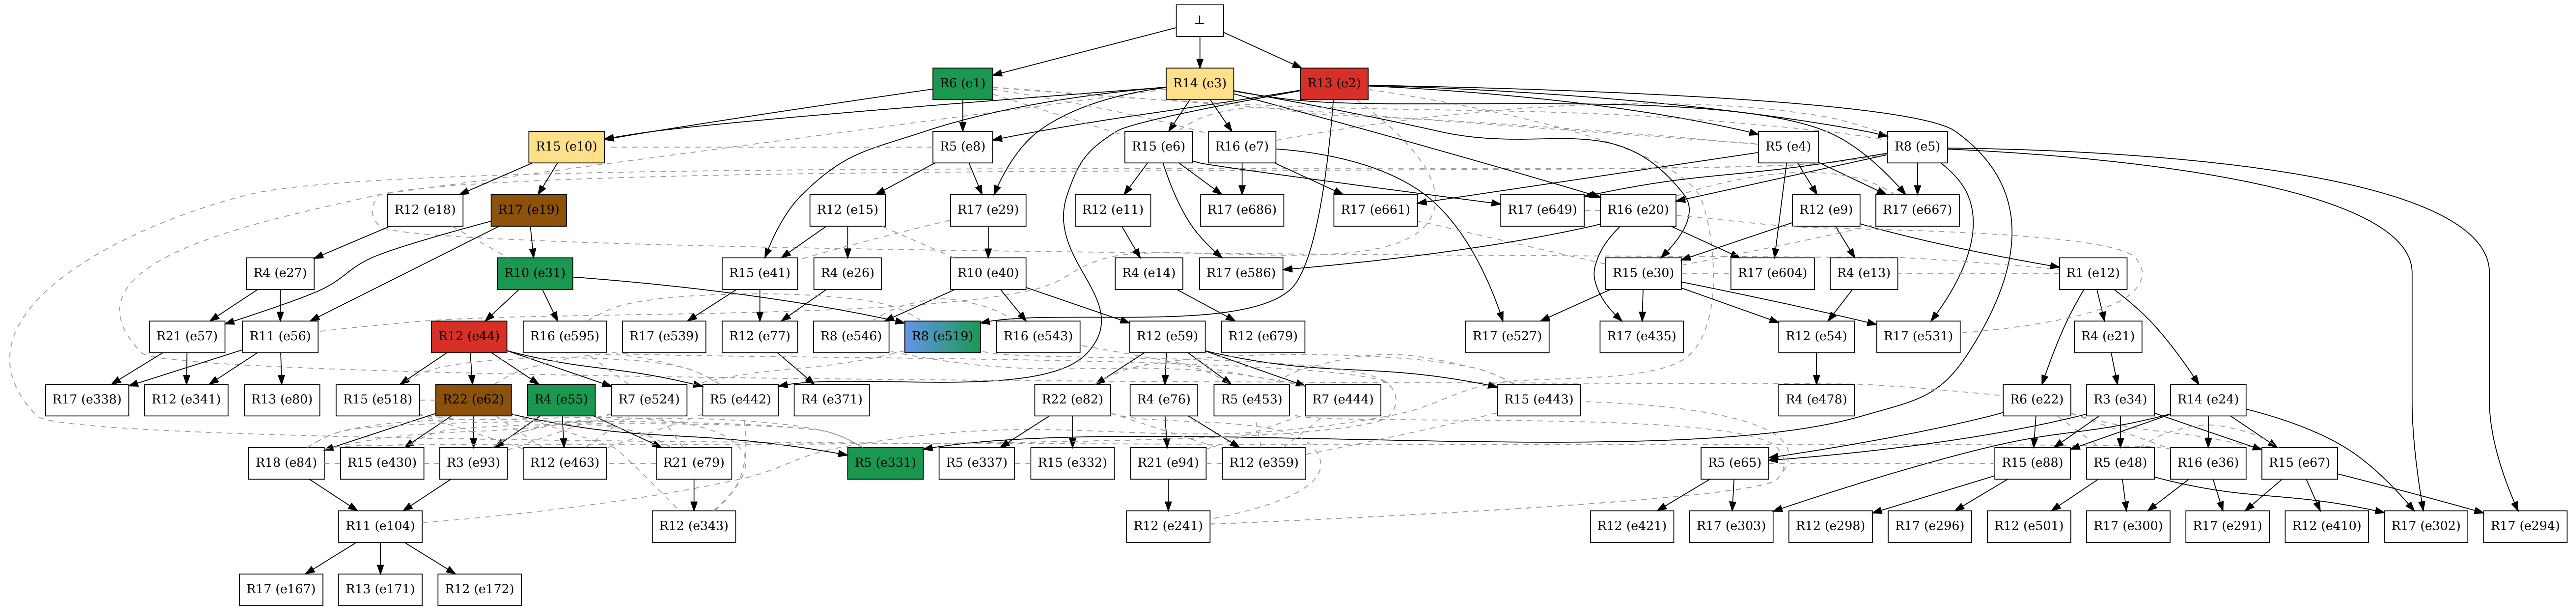 ⊥
R6 (e1)
R14 (e3)
R13 (e2)
R15 (e10)
R5 (e8)
R15 (e6)
R16 (e7)
R5 (e4)
R8 (e5)
R12 (e18)
R17 (e19)
R12 (e15)
R17 (e29)
R12 (e11)
R17 (e686)
R17 (e661)
R17 (e649)
R16 (e20)
R12 (e9)
R17 (e667)
R4 (e27)
R10 (e31)
R15 (e41)
R4 (e26)
R10 (e40)
R4 (e14)
R17 (e586)
R15 (e30)
R17 (e604)
R4 (e13)
R1 (e12)
R21 (e57)
R11 (e56)
R12 (e44)
R16 (e595)
R17 (e539)
R12 (e77)
R8 (e546)
R8 (e519)
R16 (e543)
R12 (e59)
R12 (e679)
R17 (e527)
R17 (e435)
R12 (e54)
R17 (e531)
R4 (e21)
R17 (e338)
R12 (e341)
R13 (e80)
R15 (e518)
R22 (e62)
R4 (e55)
R7 (e524)
R5 (e442)
R4 (e371)
R22 (e82)
R4 (e76)
R5 (e453)
R7 (e444)
R15 (e443)
R4 (e478)
R6 (e22)
R3 (e34)
R14 (e24)
R18 (e84)
R15 (e430)
R3 (e93)
R12 (e463)
R21 (e79)
R5 (e331)
R5 (e337)
R15 (e332)
R21 (e94)
R12 (e359)
R5 (e65)
R15 (e88)
R5 (e48)
R16 (e36)
R15 (e67)
R11 (e104)
R12 (e343)
R12 (e241)
R12 (e421)
R17 (e303)
R12 (e298)
R17 (e296)
R12 (e501)
R17 (e300)
R17 (e291)
R12 (e410)
R17 (e302)
R17 (e294)
R17 (e167)
R13 (e171)
R12 (e172)